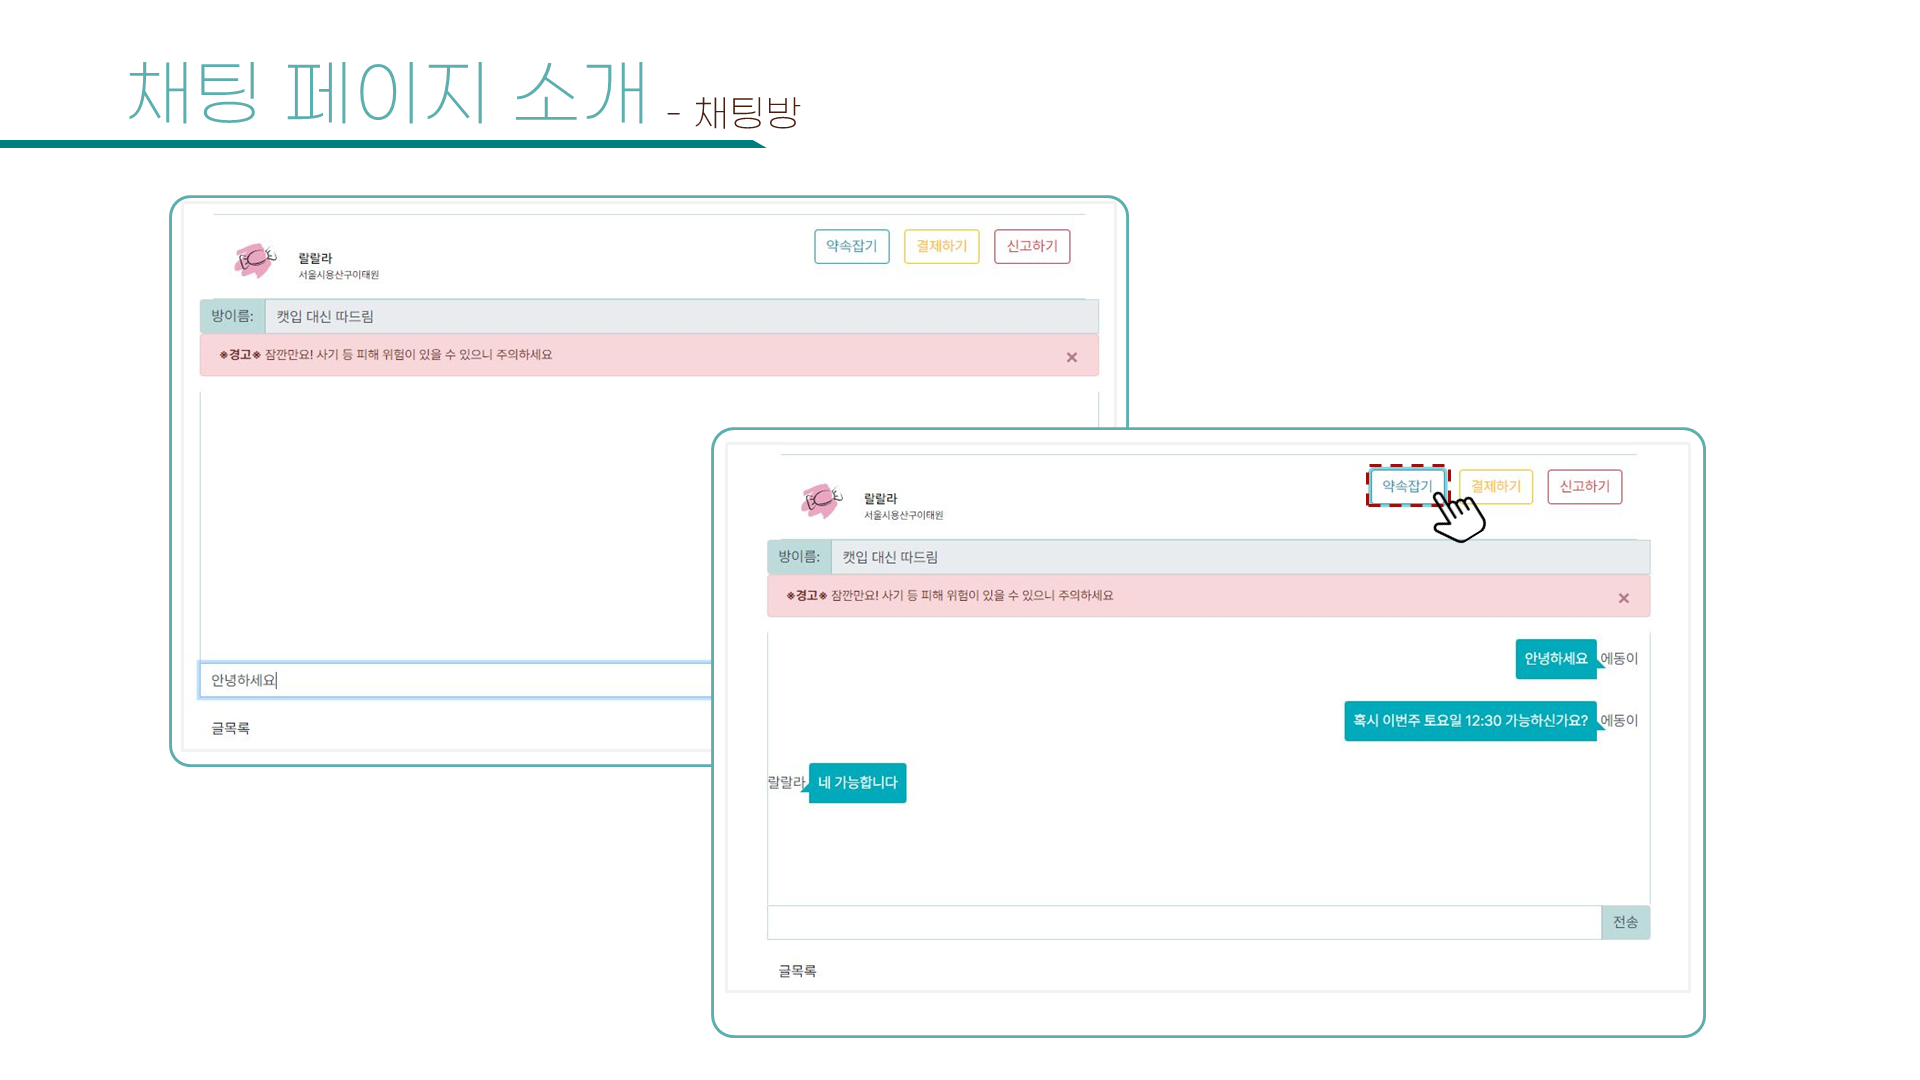 채팅 페이지 소개 - 채팅방
랄랄라
서울시용산구이태원
약속잡기 결제하기 신고하기
방이름: 캣입 대신 따드림
※경고※ 잠깐만요! 사기 등 피해 위험이 있을 수 있으니 주의하세요 ×
안녕하세요
글목록
랄랄라
서울시용산구이태원
약속잡기 결제하기 신고하기
방이름: 캣입 대신 따드림
※경고※ 잠깐만요! 사기 등 피해 위험이 있을 수 있으니 주의하세요 ×
안녕하세요 에동이
혹시 이번주 토요일 12:30 가능하신가요? 에동이
랄랄라 네 가능합니다
전송
글목록